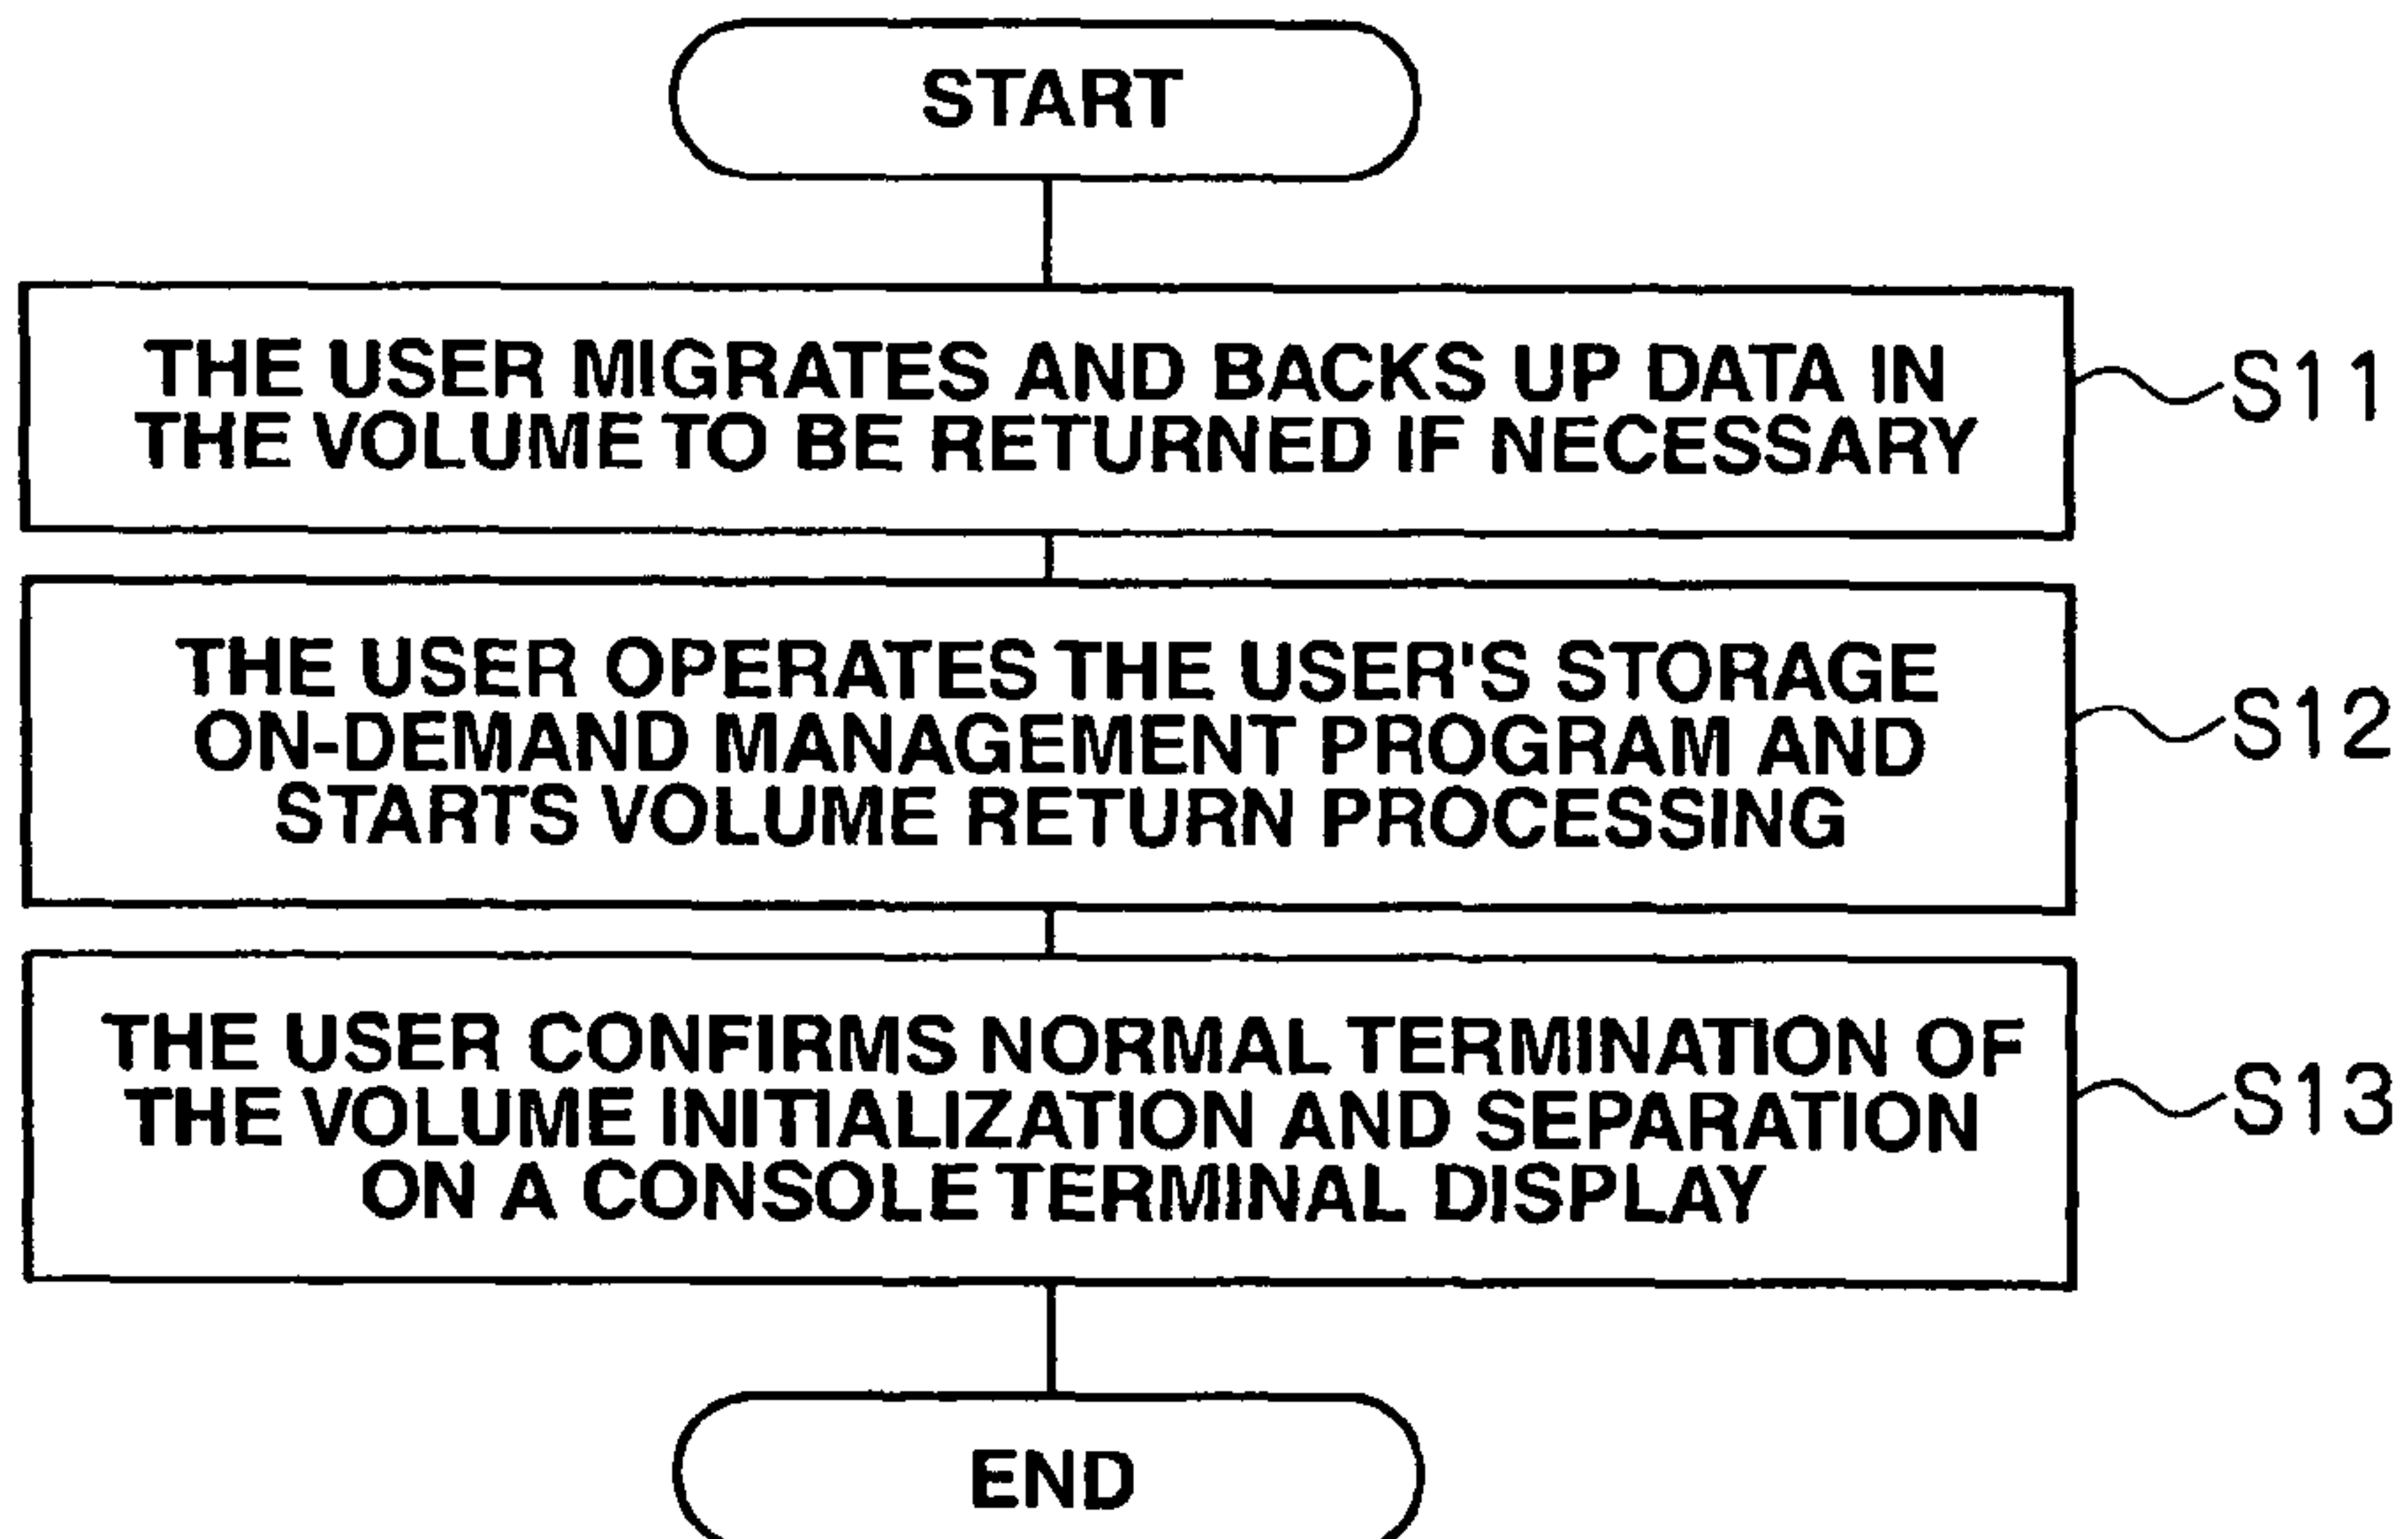 START
THE USER MIGRATES AND BACKS UP DATA IN
THE VOLUME TO BE RETURNED IF NECESSARY
S11
THE USER OPERATES THE USER'S STORAGE
ON-DEMAND MANAGEMENT PROGRAM AND
STARTS VOLUME RETURN PROCESSING
S12
THE USER CONFIRMS NORMAL TERMINATION OF
THE VOLUME INITIALIZATION AND SEPARATION
ON A CONSOLE TERMINAL DISPLAY
S13
END